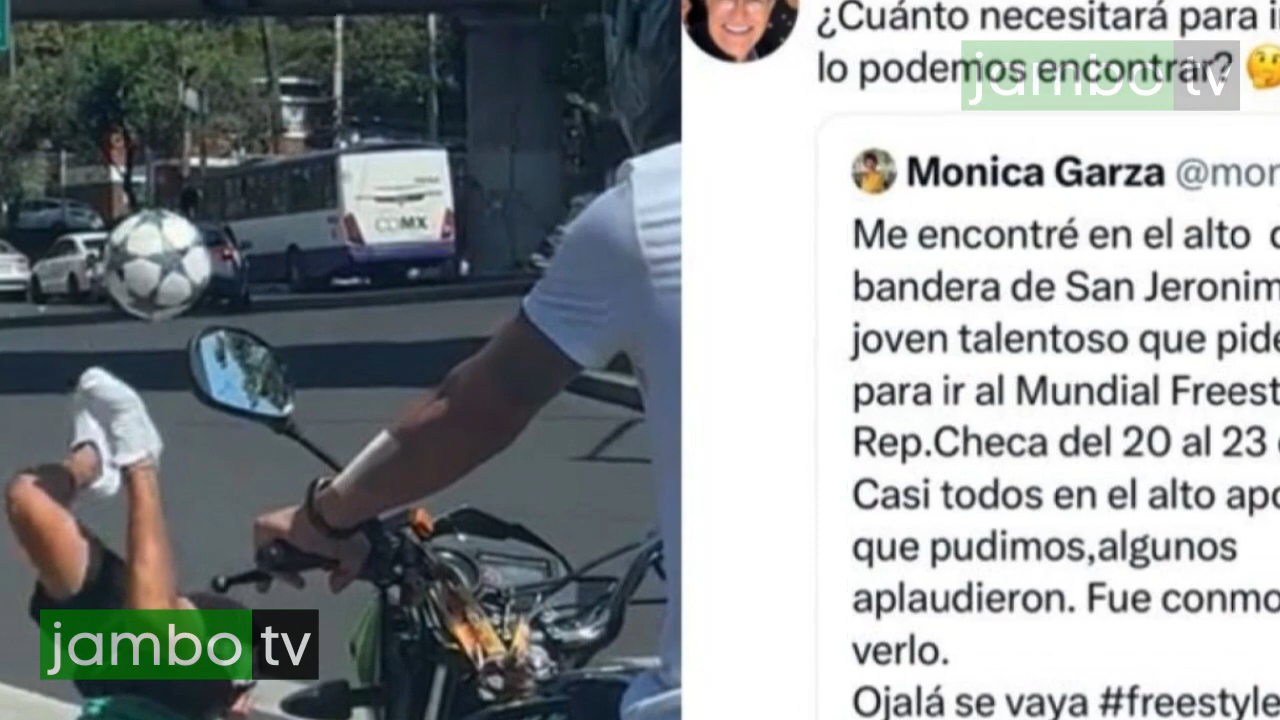 CDMX
jambo tv
¿Cuánto necesitará para i
lo podemos encontrar? 🤔
jambo tv
Monica Garza @mor
Me encontré en el alto
bandera de San Jeronim
joven talentoso que pide
para ir al Mundial Freest
Rep.Checa del 20 al 23
Casi todos en el alto apo
que pudimos,algunos
aplaudieron. Fue conmo
verlo.
Ojalá se vaya #freestyle